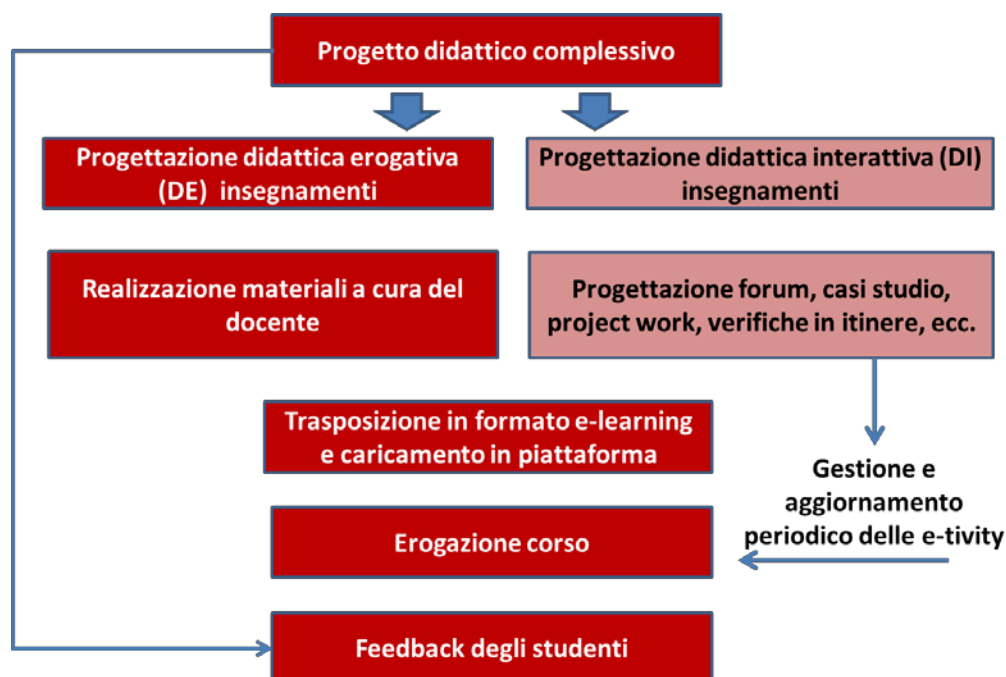 Progetto didattico complessivo
Progettazione didattica erogativa
(DE) insegnamenti
Progettazione didattica interattiva (DI)
insegnamenti
Realizzazione materiali a cura del
docente
Progettazione forum, casi studio,
project work, verifiche in itinere, ecc.
Trasposizione in formato e-learning
e caricamento in piattaforma
Gestione e
aggiornamento
periodico delle e-tivity
Erogazione corso
Feedback degli studenti